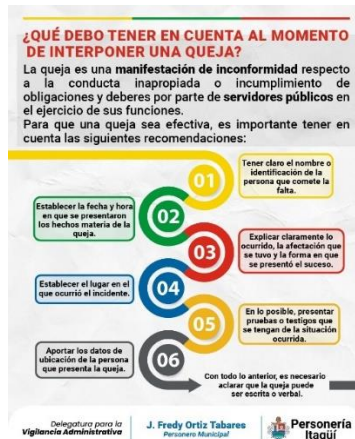 ¿QUÉ DEBO TENER EN CUENTA AL MOMENTO
DE INTERPONER UNA QUEJA?
La queja es una manifestación de inconformidad respecto
a la conducta inapropiada o incumplimiento de
obligaciones y deberes por parte de servidores públicos en
el ejercicio de sus funciones.
Para que una queja sea efectiva, es importante tener en
cuenta las siguientes recomendaciones:
01
Tener claro el nombre o
identificación de la
persona que comete la
falta.
Establecer la fecha y hora
en que se presentaron
los hechos materia de la
queja.
02
03
Explicar claramente lo
ocurrido, la afectación que
se tuvo y la forma en que
se presentó el suceso.
Establecer el lugar en el
que ocurrió el incidente.
04
05
En lo posible, presentar
pruebas o testigos que
se tengan de la situación
ocurrida.
Aportar los datos de
ubicación de la persona
que presenta la queja.
06
Con todo lo anterior, es necesario
aclarar que la queja puede
ser escrita o verbal.
Delegatura para la
Vigilancia Administrativa
J. Fredy Ortiz Tabares
Personero Municipal
Personería
Itagüí